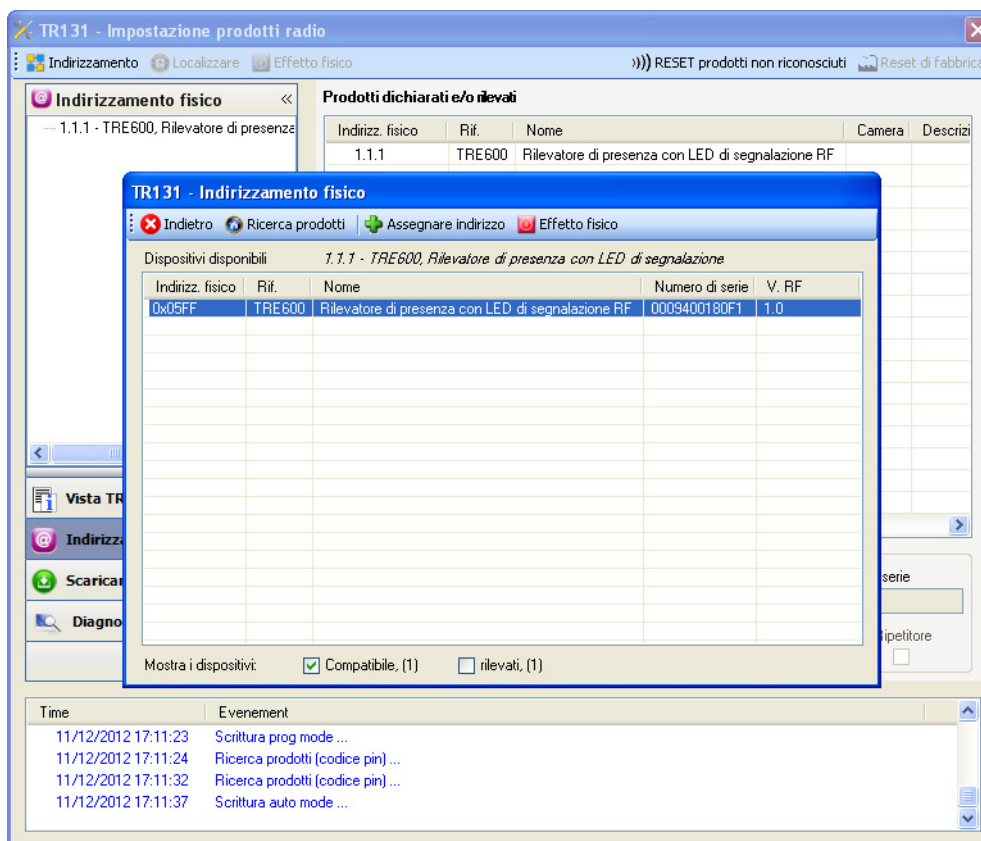 TR131 - Impostazione prodotti radio
Indirizzamento Localizzare Effetto fisico RESET prodotti non riconosciuti Reset di fabbrica
Indirizzamento fisico «
1.1.1 - TRE600, Rilevatore di presenza
Prodotti dichiarati e/o rilevati
Indirizz. fisico Rif. Nome Camera Descrizi
1.1.1 TRE600 Rilevatore di presenza con LED di segnalazione RF
TR131 - Indirizzamento fisico
Indietro Ricerca prodotti Assegnare indirizzo Effetto fisico
Dispositivi disponibili 1.1.1 - TRE600, Rilevatore di presenza con LED di segnalazione
Indirizz. fisico Rif. Nome Numero di serie V. RF
0x05FF TRE600 Rilevatore di presenza con LED di segnalazione RF 0009400180F1 1.0
Mostra i dispositivi: Compatibile, (1) rilevati, (1)
Vista TR
Indirizza
Scaricar
Diagno
serie
ipetitore
Time Evenement
11/12/2012 17:11:23 Scrittura prog mode ...
11/12/2012 17:11:24 Ricerca prodotti (codice pin) ...
11/12/2012 17:11:32 Ricerca prodotti (codice pin) ...
11/12/2012 17:11:37 Scrittura auto mode ...